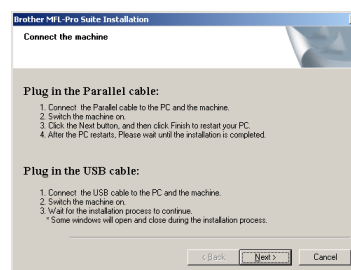 Brother MFL-Pro Suite Installation
Connect the machine
Plug in the Parallel cable:
1. Connect the Parallel cable to the PC and the machine.
2. Switch the machine on.
3. Click the Next button, and then click Finish to restart your PC.
4. After the PC restarts, Please wait until the installation is completed.
Plug in the USB cable:
1. Connect the USB cable to the PC and the machine.
2. Switch the machine on.
3. Wait for the installation process to continue.
* Some windows will open and close during the installation process.
< Back Next > Cancel